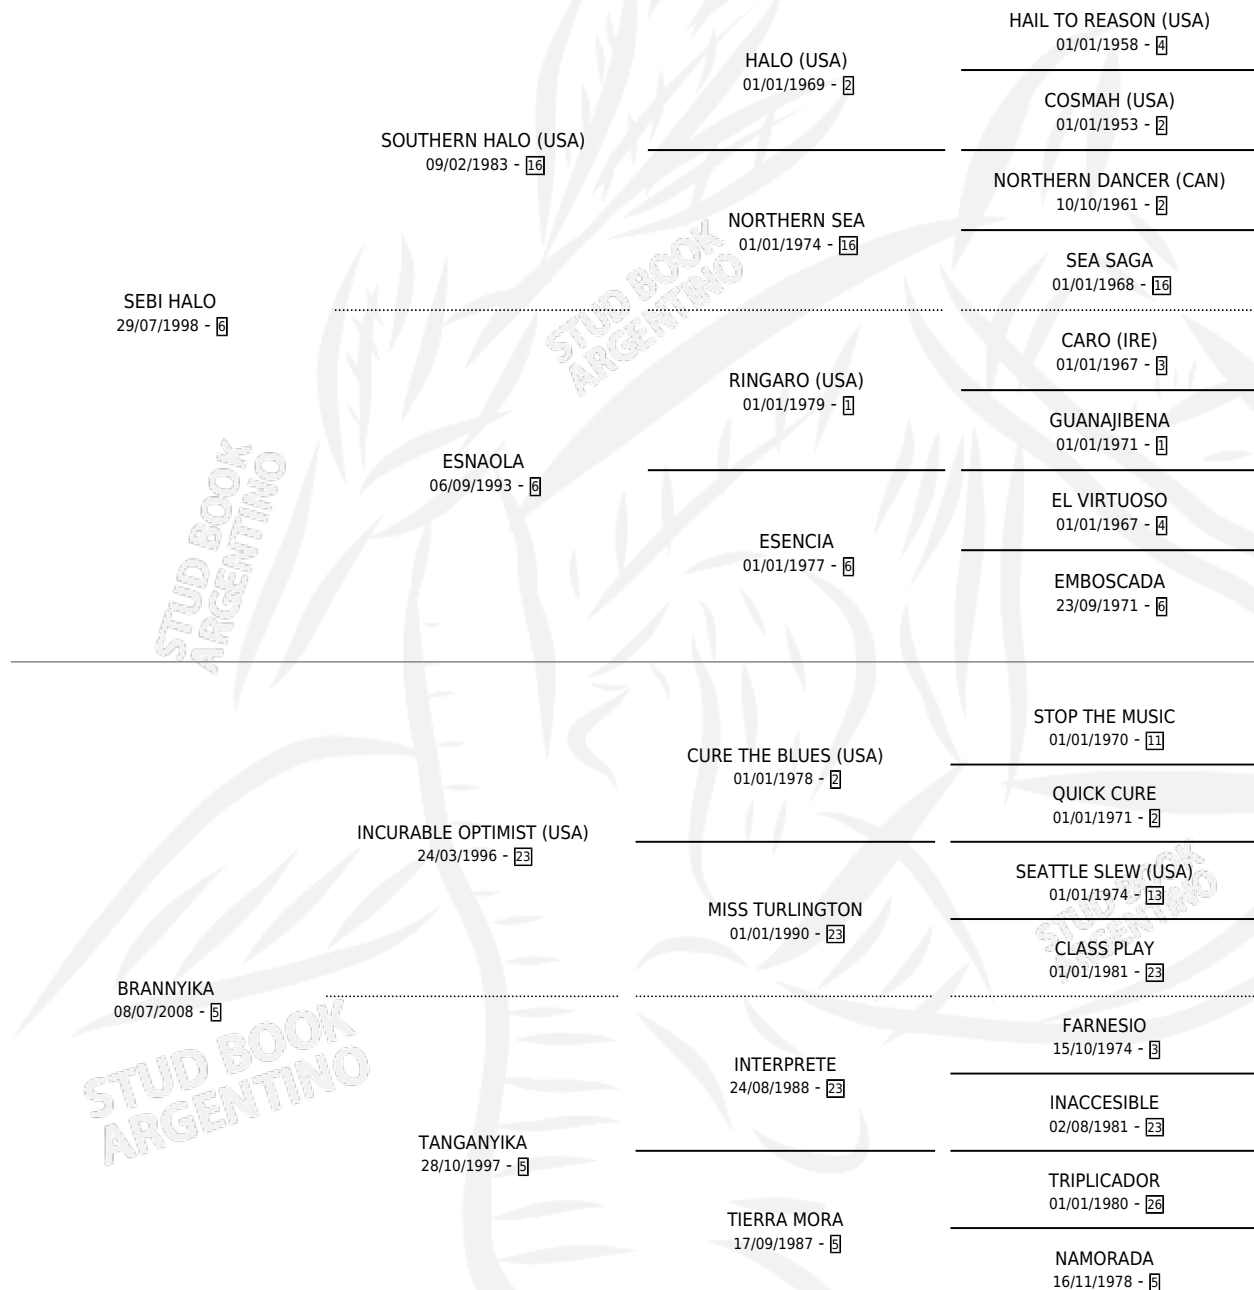 HAIL TO REASON (USA)
01/01/1958 - 4
HALO (USA)
01/01/1969 - 2
COSMAH (USA)
01/01/1953 - 2
SOUTHERN HALO (USA)
09/02/1983 - 16
NORTHERN DANCER (CAN)
10/10/1961 - 2
NORTHERN SEA
01/01/1974 - 16
SEA SAGA
01/01/1968 - 16
SEBI HALO
29/07/1998 - 6
CARO (IRE)
01/01/1967 - 3
RINGARO (USA)
01/01/1979 - 1
GUANAJIBENA
01/01/1971 - 1
ESNAOLA
06/09/1993 - 6
EL VIRTUOSO
01/01/1967 - 4
ESENCIA
01/01/1977 - 6
EMBOSCADA
23/09/1971 - 6
STOP THE MUSIC
01/01/1970 - 11
CURE THE BLUES (USA)
01/01/1978 - 2
QUICK CURE
01/01/1971 - 2
INCURABLE OPTIMIST (USA)
24/03/1996 - 23
SEATTLE SLEW (USA)
01/01/1974 - 13
MISS TURLINGTON
01/01/1990 - 23
CLASS PLAY
01/01/1981 - 23
BRANNYIKA
08/07/2008 - 5
FARNESIO
15/10/1974 - 3
INTERPRETE
24/08/1988 - 23
INACCESIBLE
02/08/1981 - 23
TANGANYIKA
28/10/1997 - 5
TRIPLICADOR
01/01/1980 - 26
TIERRA MORA
17/09/1987 - 5
NAMORADA
16/11/1978 - 5
STUD BOOK
ARGENTINO
STUD BOOK
ARGENTINO
STUD BOOK
ARGENTINO
STUD BOOK
ARGENTINO